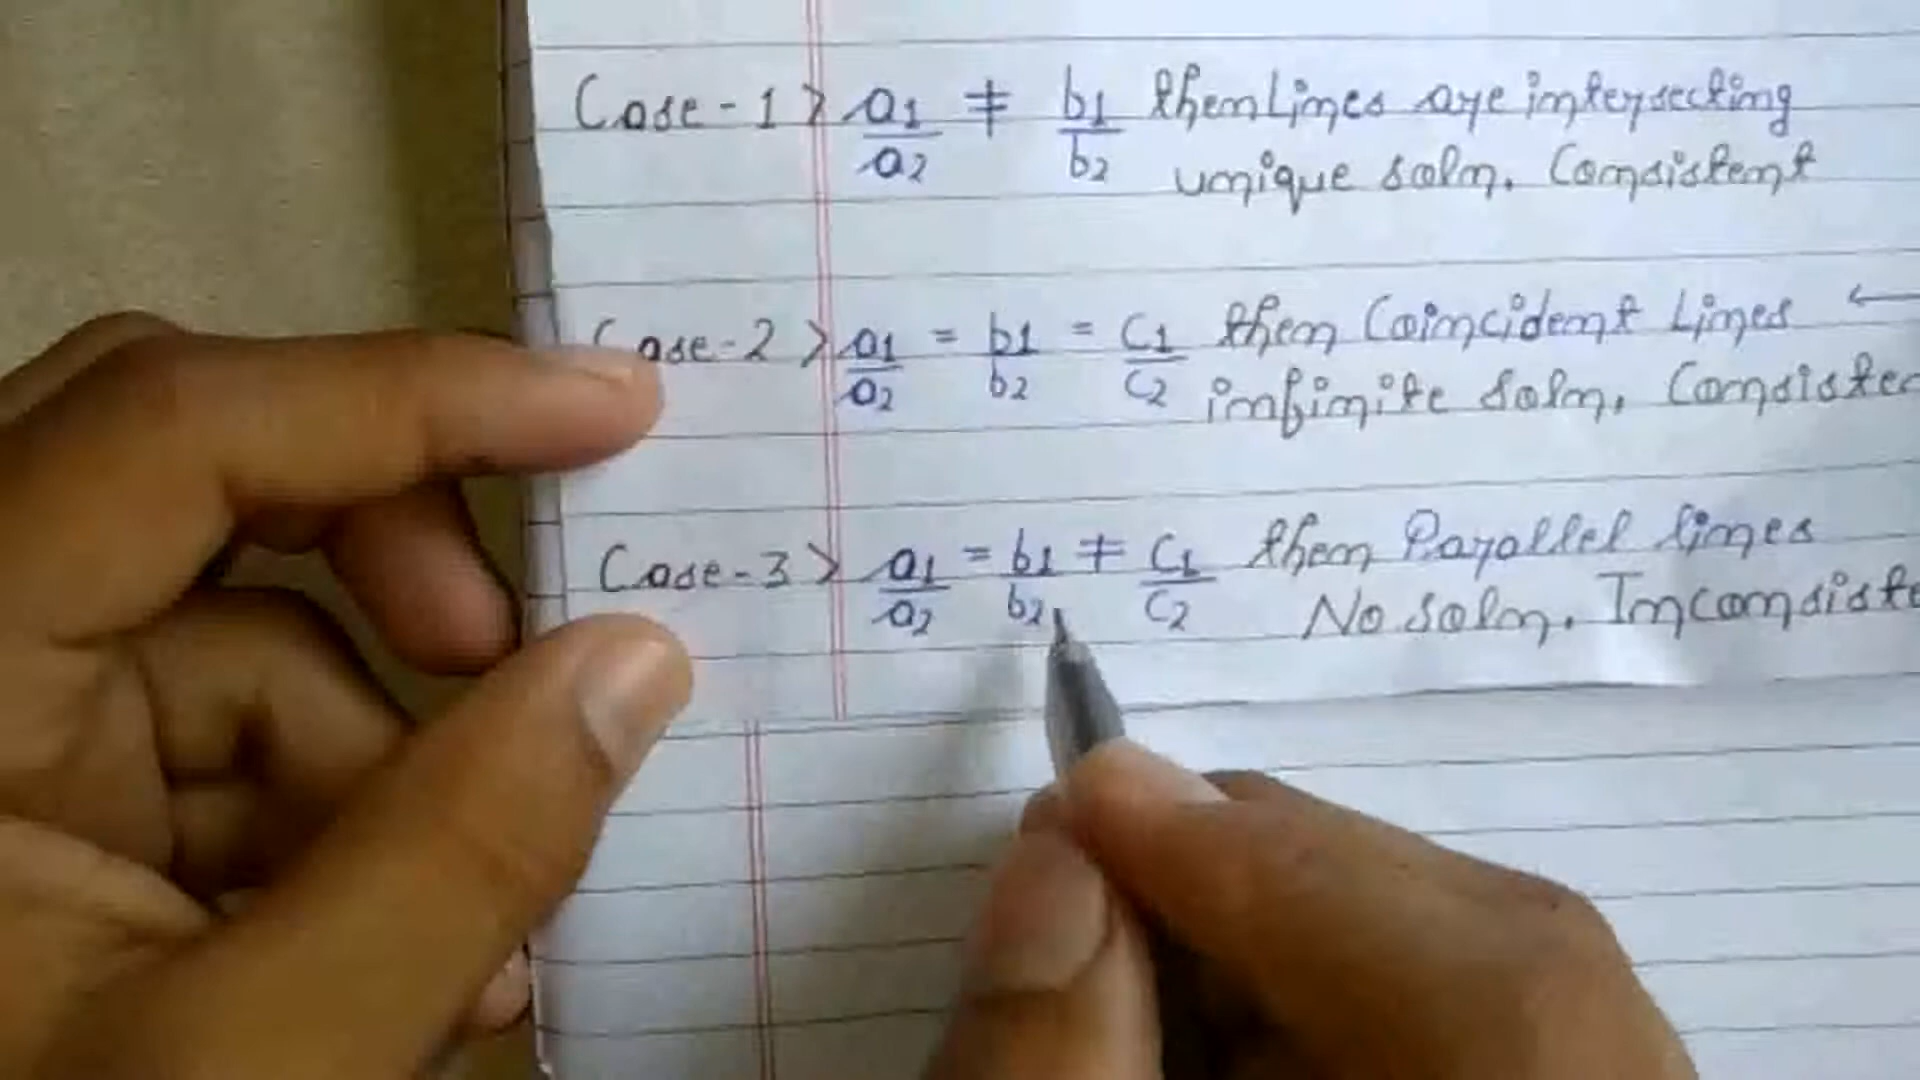 Case-1> a1/a2 ≠ b1/b2 then Lines are intersecting
unique soln. Consistent
Case-2> a1/a2 = b1/b2 = c1/c2 then Coincident Lines ←
infinite soln,
Case-3> a1/a2 = b1/b2 ≠ c1/c2 then Parallel lines
No soln.